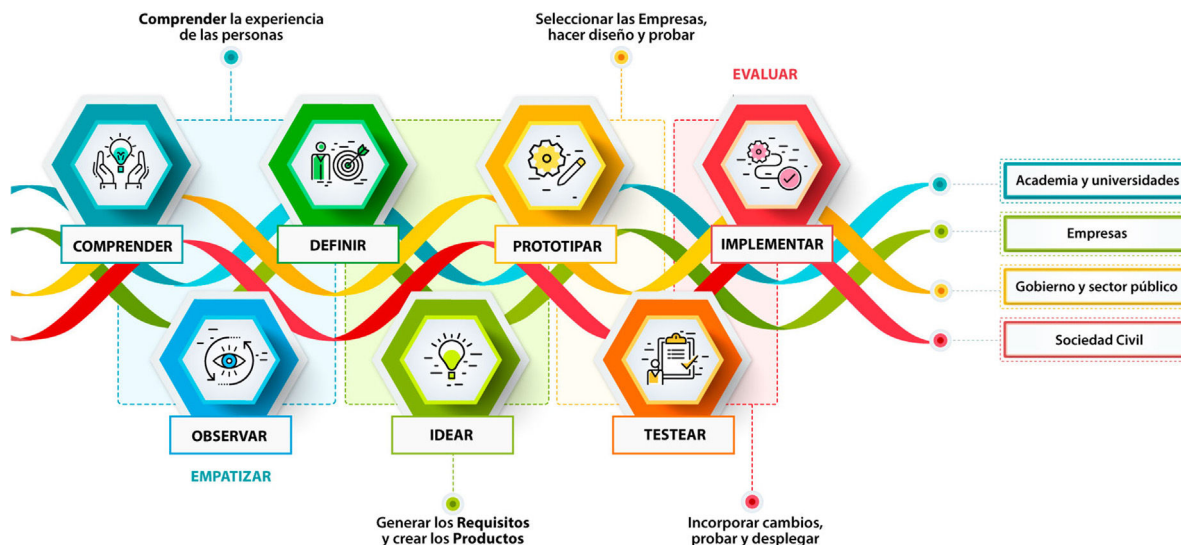 Comprender la experiencia
de las personas
Seleccionar las Empresas,
hacer diseño y probar
EVALUAR
COMPRENDER
DEFINIR
PROTOTIPAR
IMPLEMENTAR
Academia y universidades
Empresas
Gobierno y sector público
Sociedad Civil
OBSERVAR
IDEAR
TESTEAR
EMPATIZAR
Generar los Requisitos
y crear los Productos
Incorporar cambios,
probar y desplegar